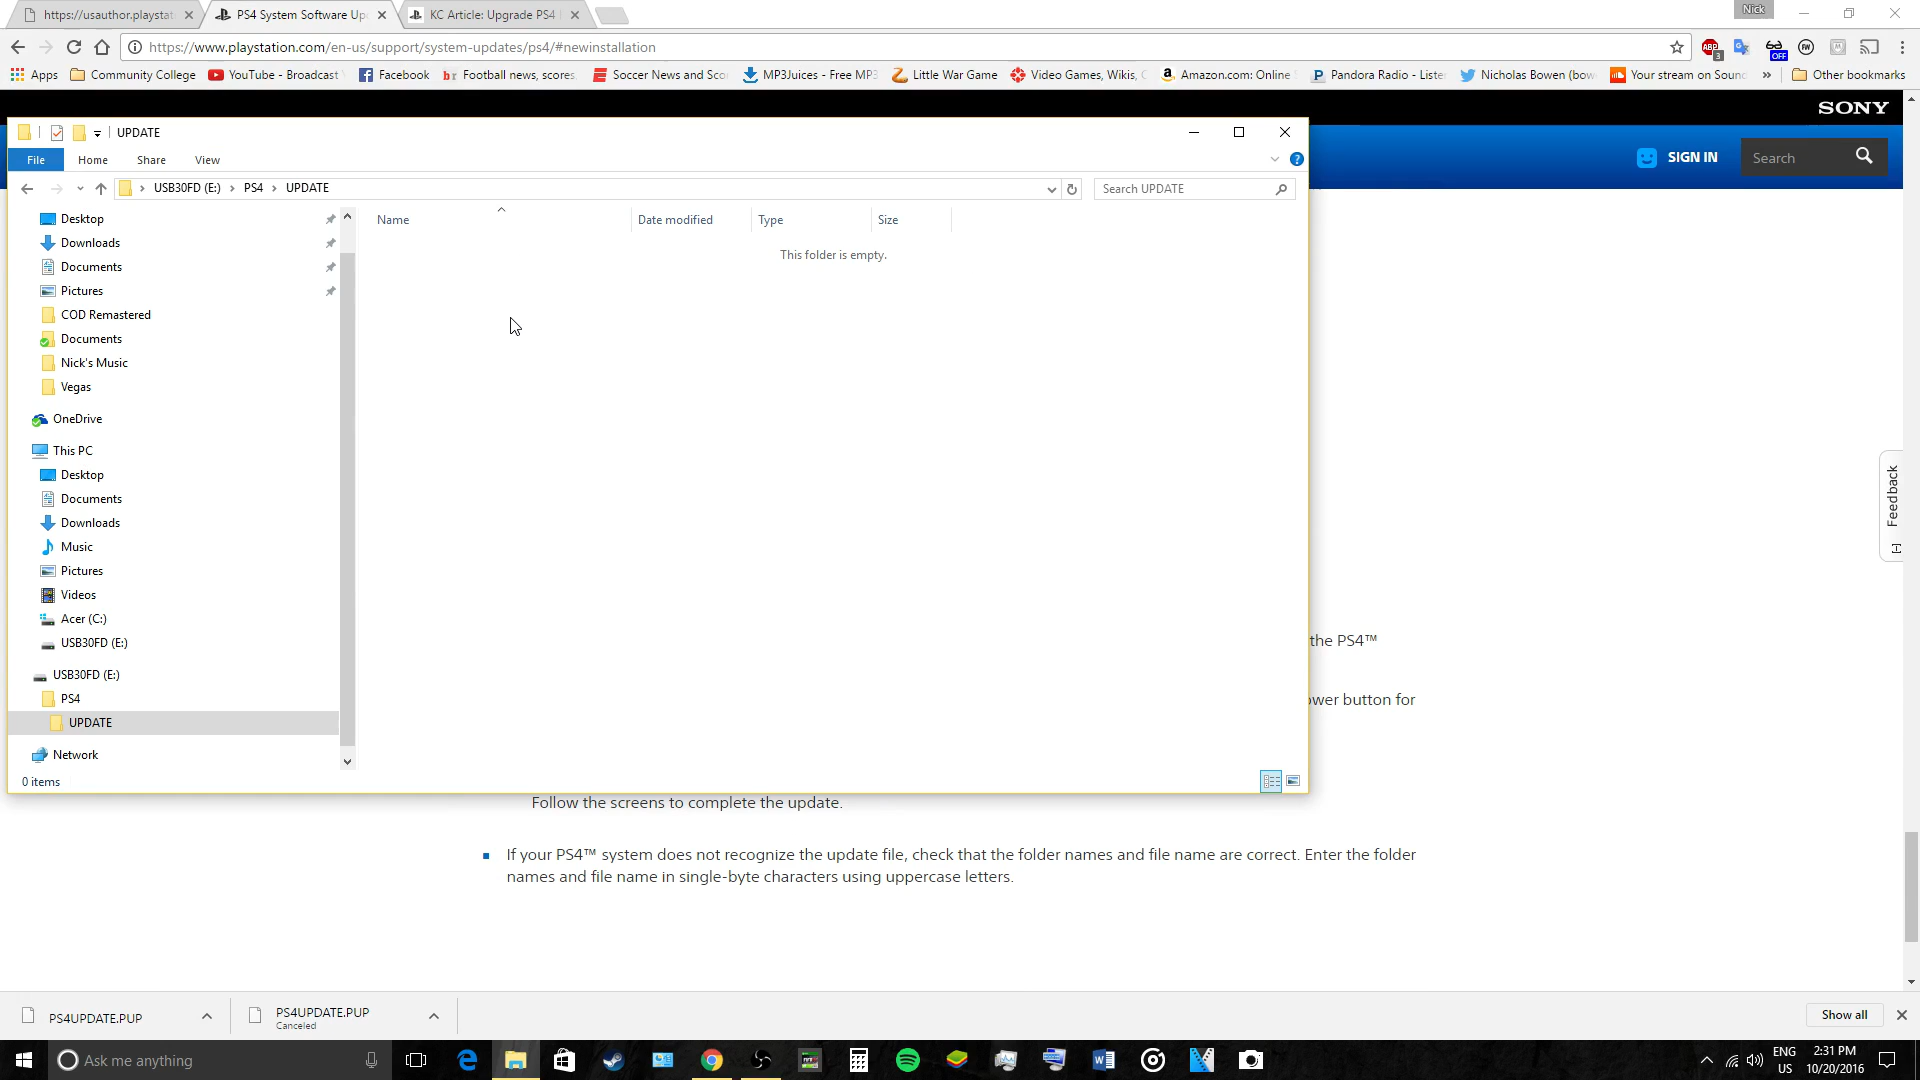 https://usauthor.playstat
PS4 System Software Up
KC Article: Upgrade PS4
Nick
https://www.playstation.com/en-us/support/system-updates/ps4/#newinstallation
ABP
3
OFF
Apps
Community College
YouTube - Broadcast
Facebook
br Football news, scores,
Soccer News and Sco
MP3Juices - Free MP3
Little War Game
Video Games, Wikis,
Amazon.com: Online
Pandora Radio - Liste
Nicholas Bowen (bow
Your stream on Soun
»
Other bookmarks
SONY
UPDATE
File
Home
Share
View
SIGN IN
Search
USB30FD (E:)
PS4
UPDATE
Search UPDATE
Name
Date modified
Type
Size
This folder is empty.
Desktop
Downloads
Documents
Pictures
COD Remastered
Documents
Nick's Music
Vegas
OneDrive
This PC
Desktop
Documents
Downloads
Music
Pictures
Videos
Acer (C:)
USB30FD (E:)
USB30FD (E:)
PS4
UPDATE
Network
0 items
Feedback
the PS4™
ower button for
Follow the screens to complete the update.
If your PS4™ system does not recognize the update file, check that the folder names and file name are correct. Enter the folder
names and file name in single-byte characters using uppercase letters.
PS4UPDATE.PUP
PS4UPDATE.PUP
Canceled
Show all
Ask me anything
ENG
US
2:31 PM
10/20/2016